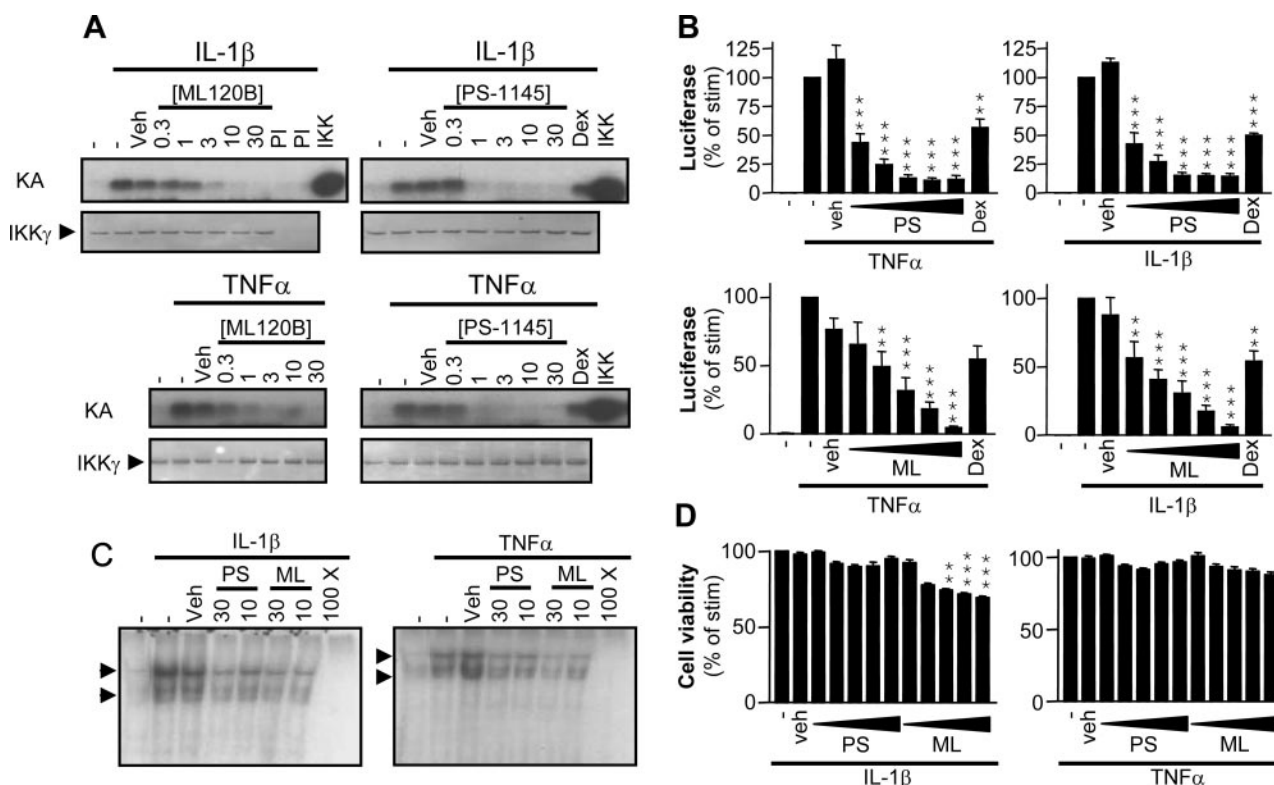 A
IL-1β
[ML120B]
- - Veh 0.3 1 3 10 30 PI PI IKK
KA
IKKγ
IL-1β
[PS-1145]
- - Veh 0.3 1 3 10 30 Dex IKK
TNFα
[ML120B]
- - Veh 0.3 1 3 10 30
KA
IKKγ
TNFα
[PS-1145]
- - Veh 0.3 1 3 10 30 Dex IKK
B
Luciferase
(% of stim)
125
100
75
50
25
0
*** *** *** *** *** **
- - veh PS Dex
TNFα
125
100
75
50
25
0
*** *** *** *** *** ***
- - veh PS Dex
IL-1β
Luciferase
(% of stim)
100
50
0
** *** *** ***
- - veh ML Dex
TNFα
100
50
0
** *** *** *** *** **
- - veh ML Dex
IL-1β
C
IL-1β
PS ML
- - Veh 30 10 30 10 100 X
TNFα
PS ML
- - Veh 30 10 30 10 100 X
D
Cell viability
(% of stim)
100
50
0
** *** ***
- veh PS ML
IL-1β
100
50
0
- veh PS ML
TNFα